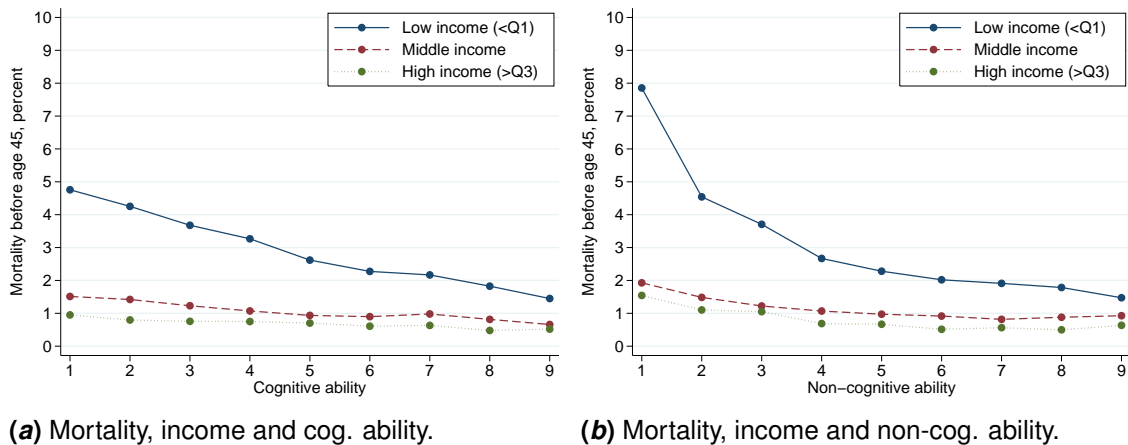 10
9
8
7
6
5
4
3
2
1
0
Mortality before age 45, percent
Low income (<Q1)
Middle income
High income (>Q3)
1 2 3 4 5 6 7 8 9
Cognitive ability
(a) Mortality, income and cog. ability.
10
9
8
7
6
5
4
3
2
1
0
Mortality before age 45, percent
Low income (<Q1)
Middle income
High income (>Q3)
1 2 3 4 5 6 7 8 9
Non−cognitive ability
(b) Mortality, income and non-cog. ability.